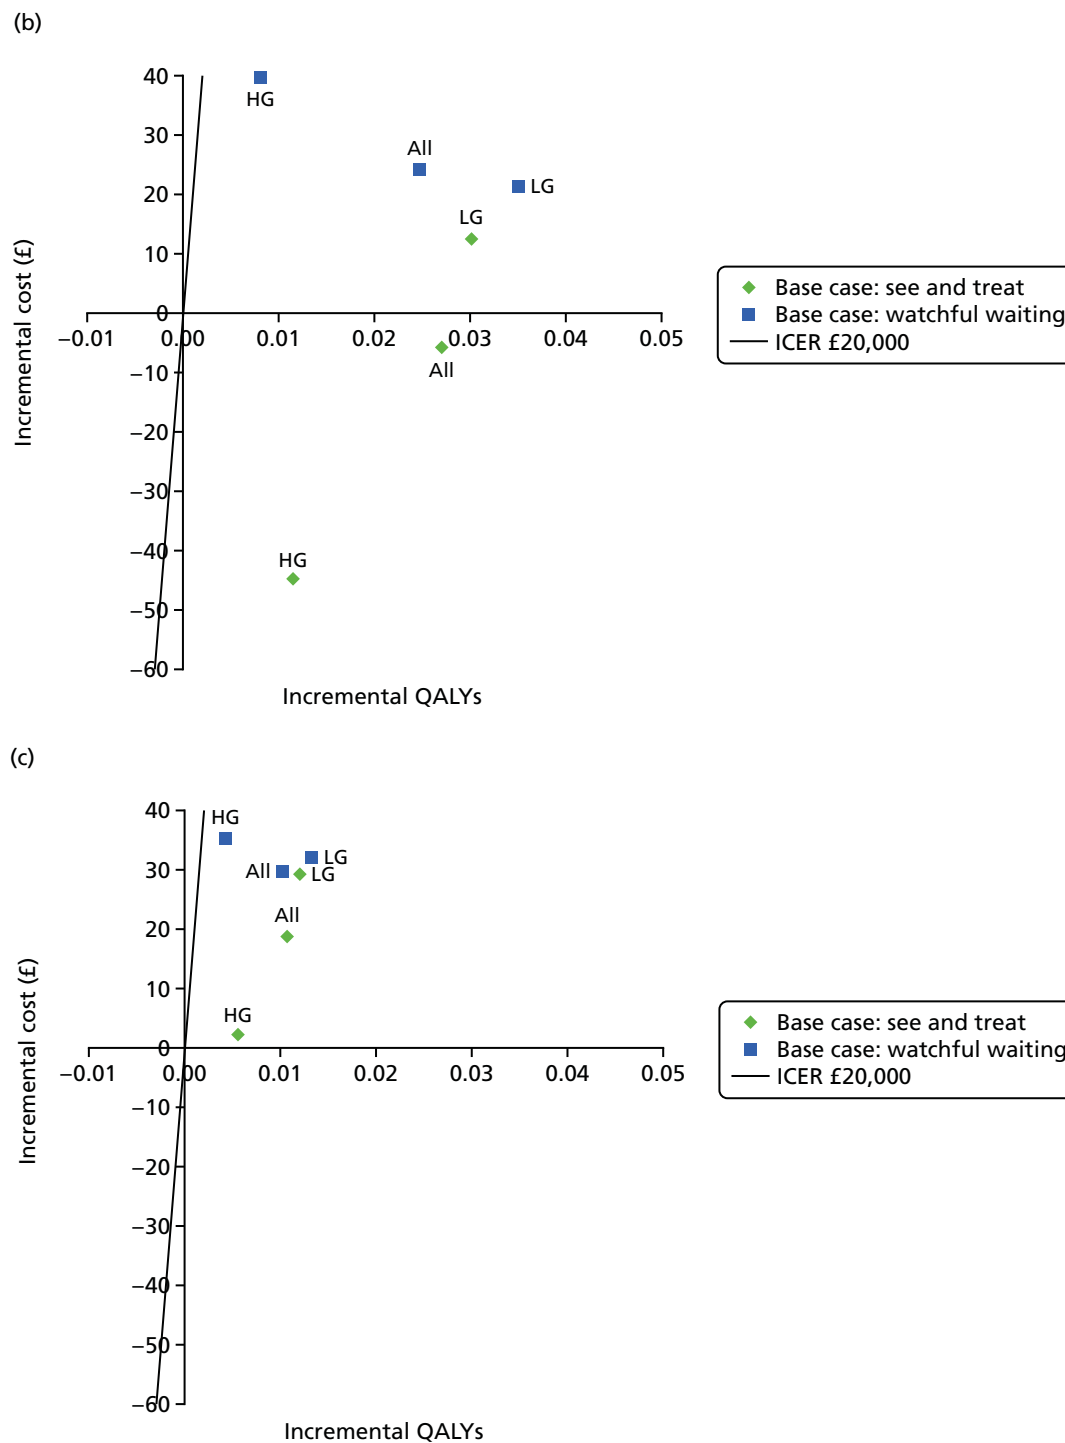 (b)
40
HG
30
All
20
LG
LG
10
0
−0.01
0.00
0.01
0.02
0.03
0.04
0.05
All
−10
−20
−30
−40
HG
−50
−60
Incremental cost (£)
Incremental QALYs
Base case: see and treat
Base case: watchful waiting
ICER £20,000
(c)
40
HG
30
All
LG
LG
20
All
10
HG
0
−0.01
0.00
0.01
0.02
0.03
0.04
0.05
−10
−20
−30
−40
−50
−60
Incremental cost (£)
Incremental QALYs
Base case: see and treat
Base case: watchful waiting
ICER £20,000